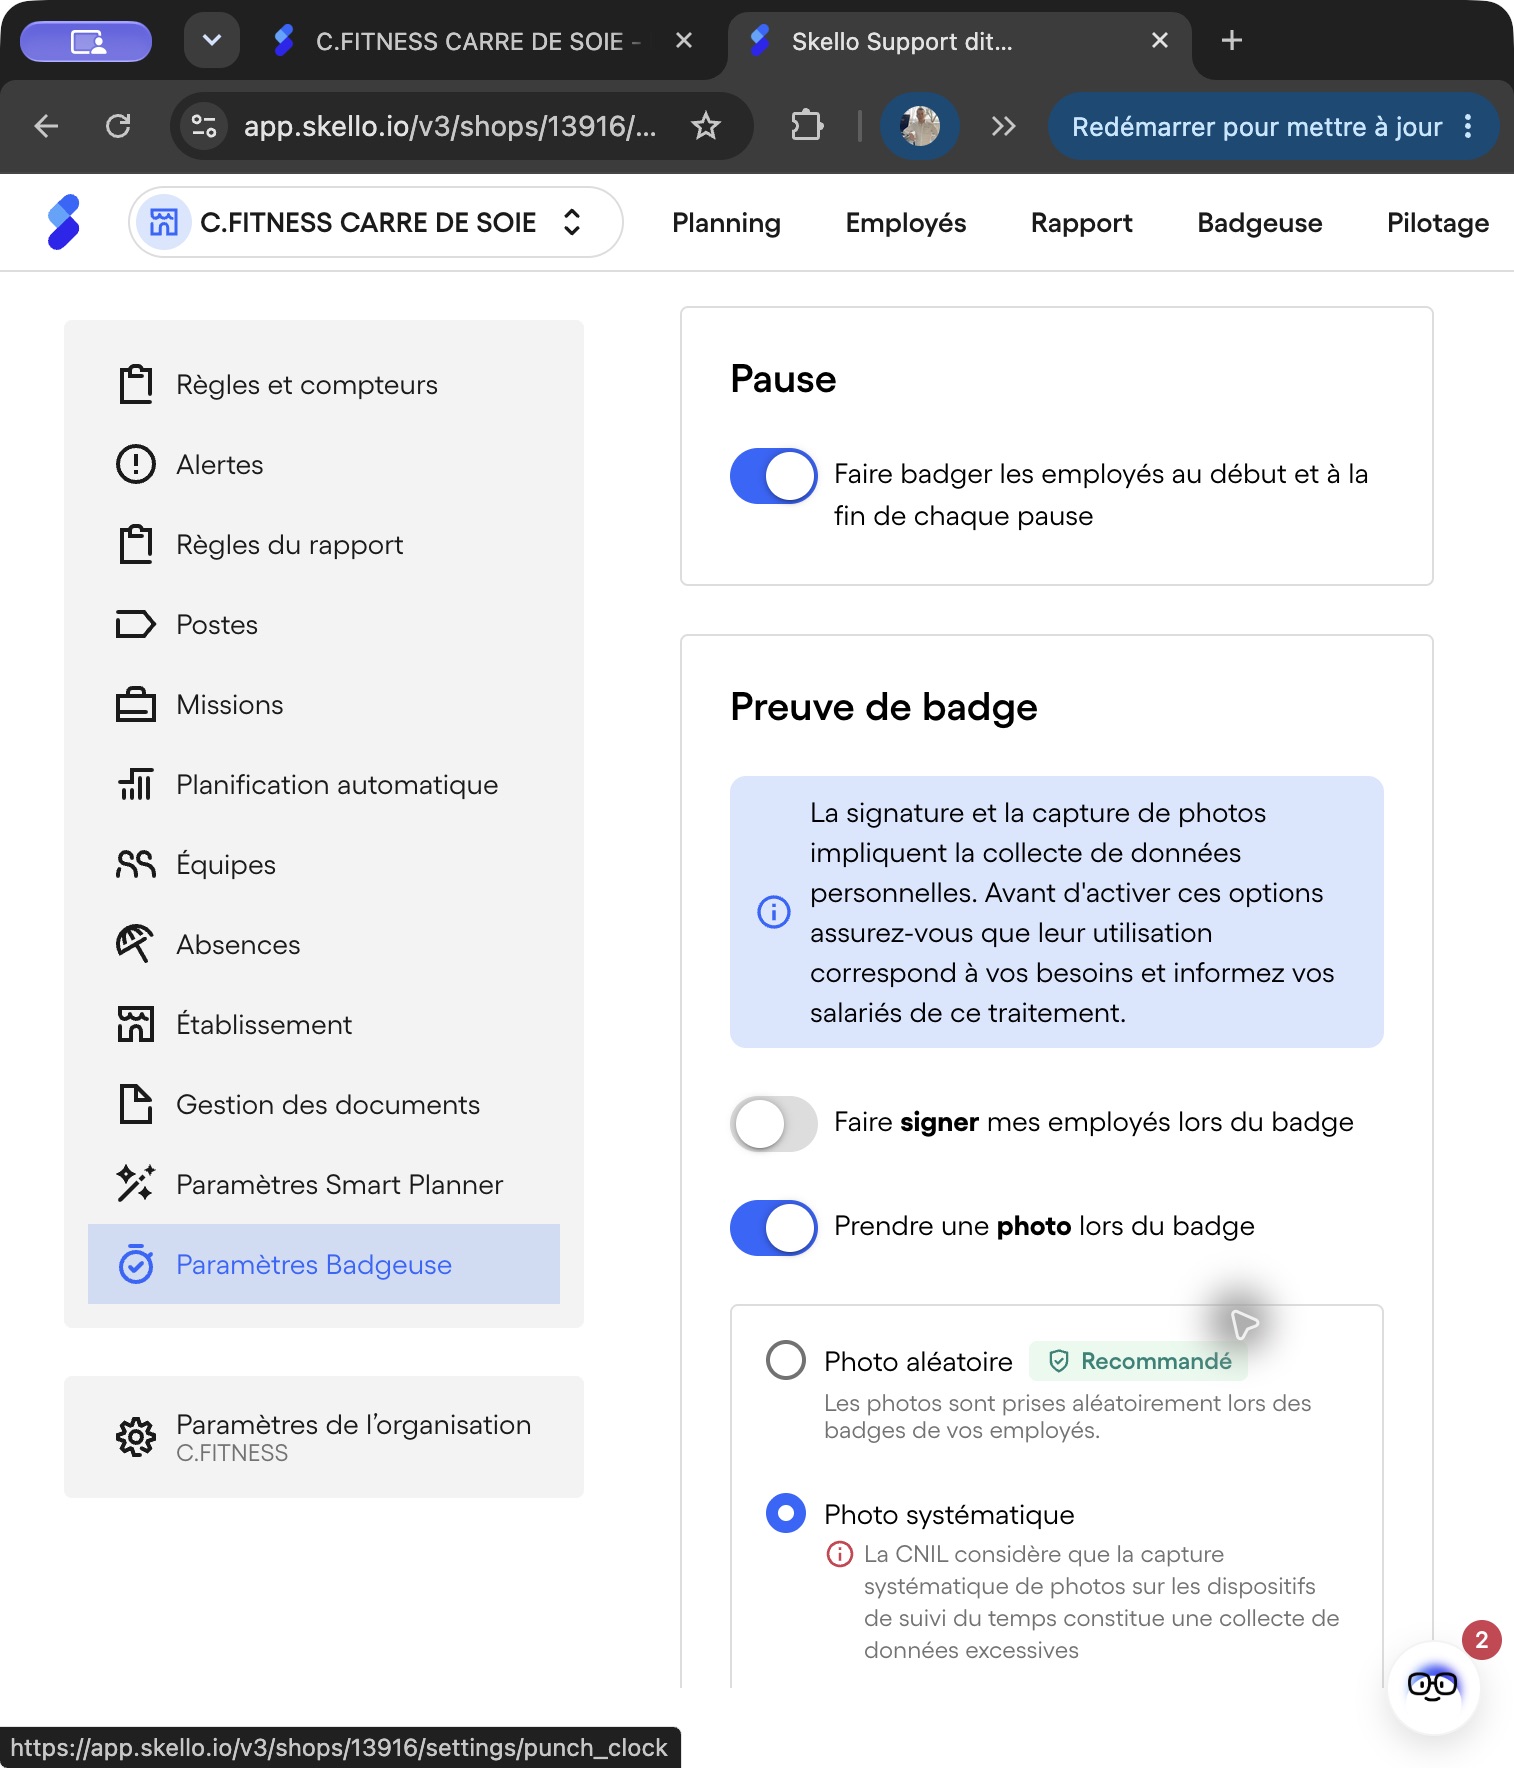 C.FITNESS CARRE DE SOIE -
Skello Support dit...
app.skello.io/v3/shops/13916/...
Redémarrer pour mettre à jour
C.FITNESS CARRE DE SOIE
Planning
Employés
Rapport
Badgeuse
Pilotage
Règles et compteurs
Alertes
Règles du rapport
Postes
Missions
Planification automatique
Équipes
Absences
Établissement
Gestion des documents
Paramètres Smart Planner
Paramètres Badgeuse
Paramètres de l’organisation
C.FITNESS
Pause
Faire badger les employés au début et à la
fin de chaque pause
Preuve de badge
La signature et la capture de photos
impliquent la collecte de données
personnelles. Avant d'activer ces options
assurez-vous que leur utilisation
correspond à vos besoins et informez vos
salariés de ce traitement.
Faire signer mes employés lors du badge
Prendre une photo lors du badge
Photo aléatoire
Recommandé
Les photos sont prises aléatoirement lors des
badges de vos employés.
Photo systématique
La CNIL considère que la capture
systématique de photos sur les dispositifs
de suivi du temps constitue une collecte de
données excessives
2
https://app.skello.io/v3/shops/13916/settings/punch_clock